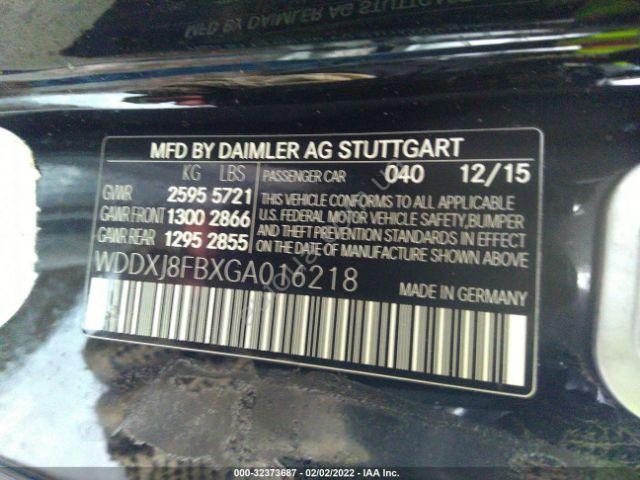 MFD BY DAIMLER AG STUTTGART
KG LBS
GVWR 2595 5721
GAWR FRONT 1300 2866
GAWR REAR 1295 2855
PASSENGER CAR 040 12/15
THIS VEHICLE CONFORMS TO ALL APPLICABLE
U.S. FEDERAL MOTOR VEHICLE SAFETY, BUMPER
AND THEFT PREVENTION STANDARDS IN EFFECT
ON THE DATE OF MANUFACTURE SHOWN ABOVE
WDDXJ8FBXGA016218 MADE IN GERMANY
000-32373687 - 02/02/2022 - IAA Inc.